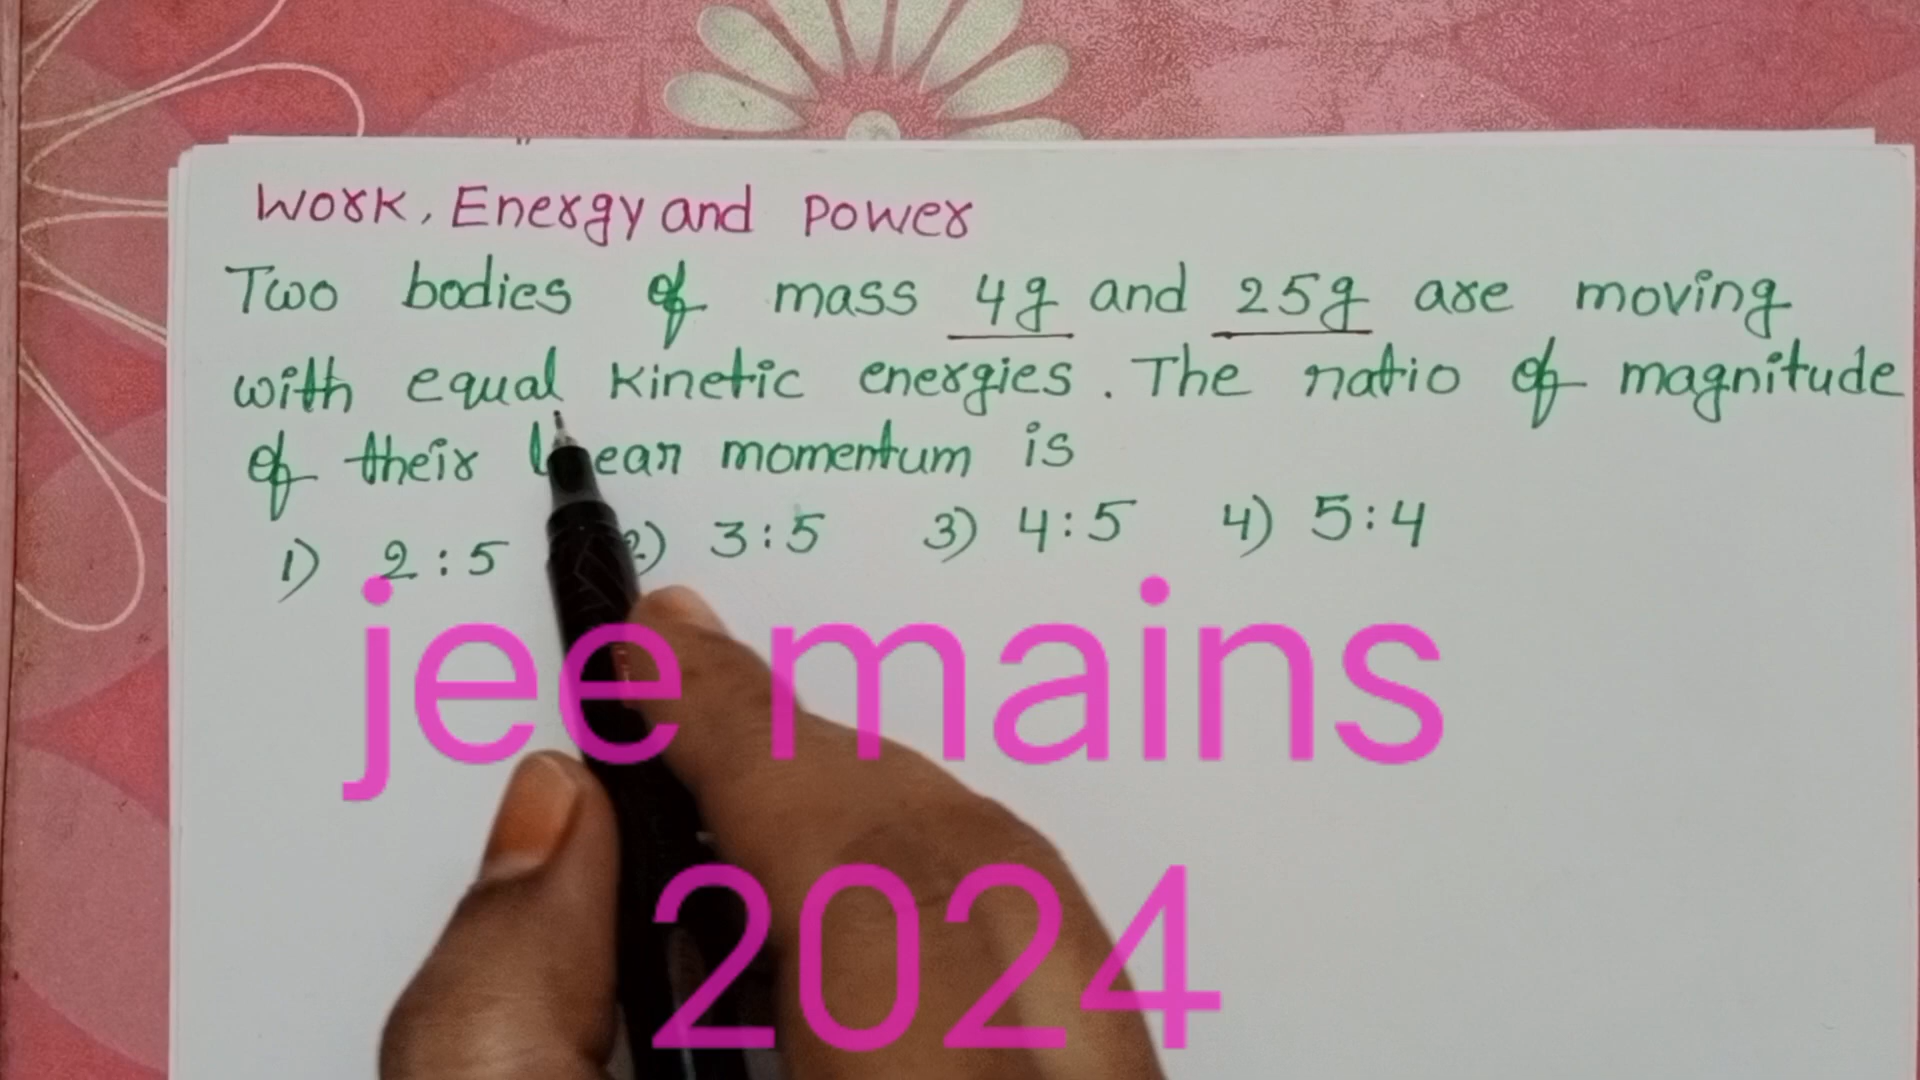 Work, Energy and Power
Two bodies of mass 4g and 25g are moving
with equal kinetic energies. The ratio of magnitude
of their momentum is
1) 2:5 2) 3:5 3) 4:5 4) 5:4
jee mains
2024